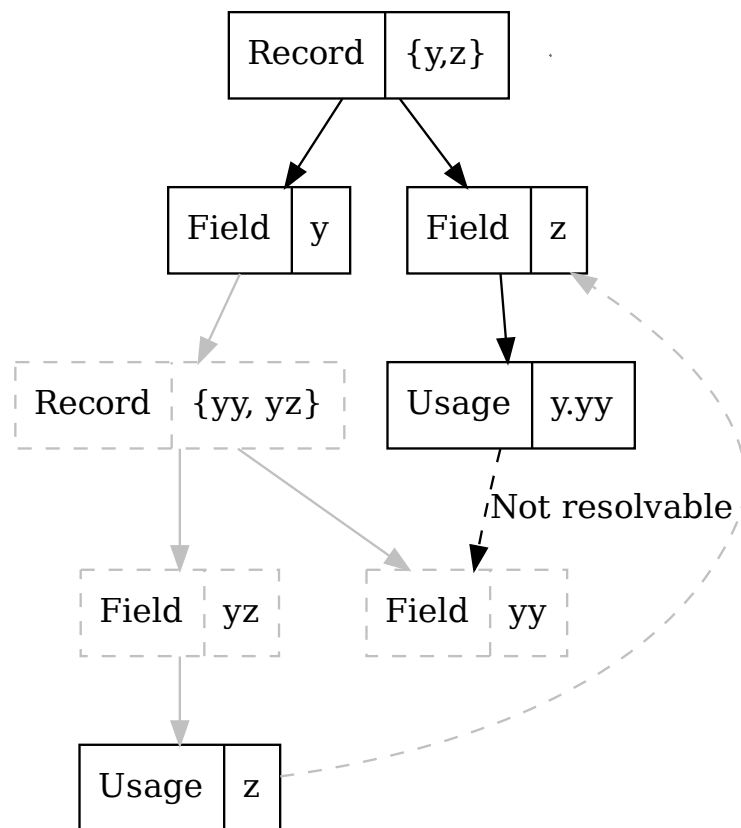 Record {y,z}
Field y
Field z
Record {yy, yz}
Usage y.yy
Not resolvable
Field yz
Field yy
Usage z